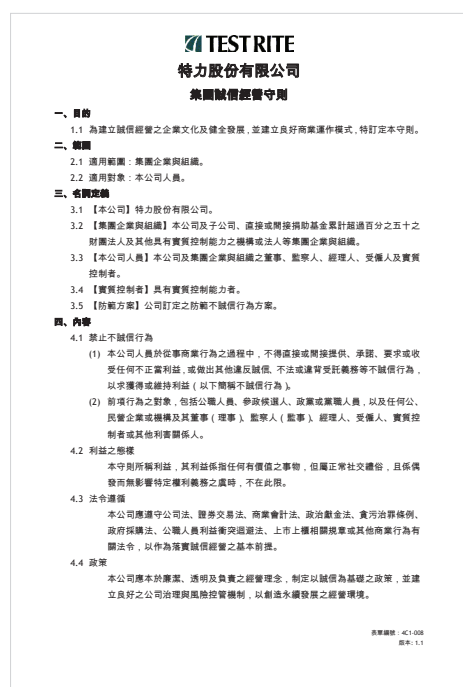 TEST RITE
特力股份有限公司
集團誠信經營守則
一、目的
1.1 為建立誠信經營之企業文化及健全發展，並建立良好商業運作模式，特訂定本守則。
二、範圍
2.1 適用範圍：集團企業與組織。
2.2 適用對象：本公司人員。
三、名詞定義
3.1 【本公司】特力股份有限公司。
3.2 【集團企業與組織】本公司及子公司、直接或間接捐助基金累計超過百分之五十之
財團法人及其他具有實質控制能力之機構或法人等集團企業與組織。
3.3 【本公司人員】本公司及集團企業與組織之董事、監察人、經理人、受僱人及實質
控制者。
3.4 【實質控制者】具有實質控制能力者。
3.5 【防範方案】公司訂定之防範不誠信行為方案。
四、內容
4.1 禁止不誠信行為
(1) 本公司人員於從事商業行為之過程中，不得直接或間接提供、承諾、要求或收
受任何不正當利益，或做出其他違反誠信、不法或違背受託義務等不誠信行為，
以求獲得或維持利益（以下簡稱不誠信行為）。
(2) 前項行為之對象，包括公職人員、參政候選人、政黨或黨職人員，以及任何公、
民營企業或機構及其董事（理事）、監察人（監事）、經理人、受僱人、實質控
制者或其他利害關係人。
4.2 利益之態樣
本守則所稱利益，其利益係指任何有價值之事物，但屬正常社交禮俗，且係偶
發而無影響特定權利義務之虞時，不在此限。
4.3 法令遵循
本公司應遵守公司法、證券交易法、商業會計法、政治獻金法、貪污治罪條例、
政府採購法、公職人員利益衝突迴避法、上市上櫃相關規章或其他商業行為有
關法令，以作為落實誠信經營之基本前提。
4.4 政策
本公司應本於廉潔、透明及負責之經營理念，制定以誠信為基礎之政策，並建
立良好之公司治理與風險控管機制，以創造永續發展之經營環境。
表單編號：4C1-008
版本：1.1